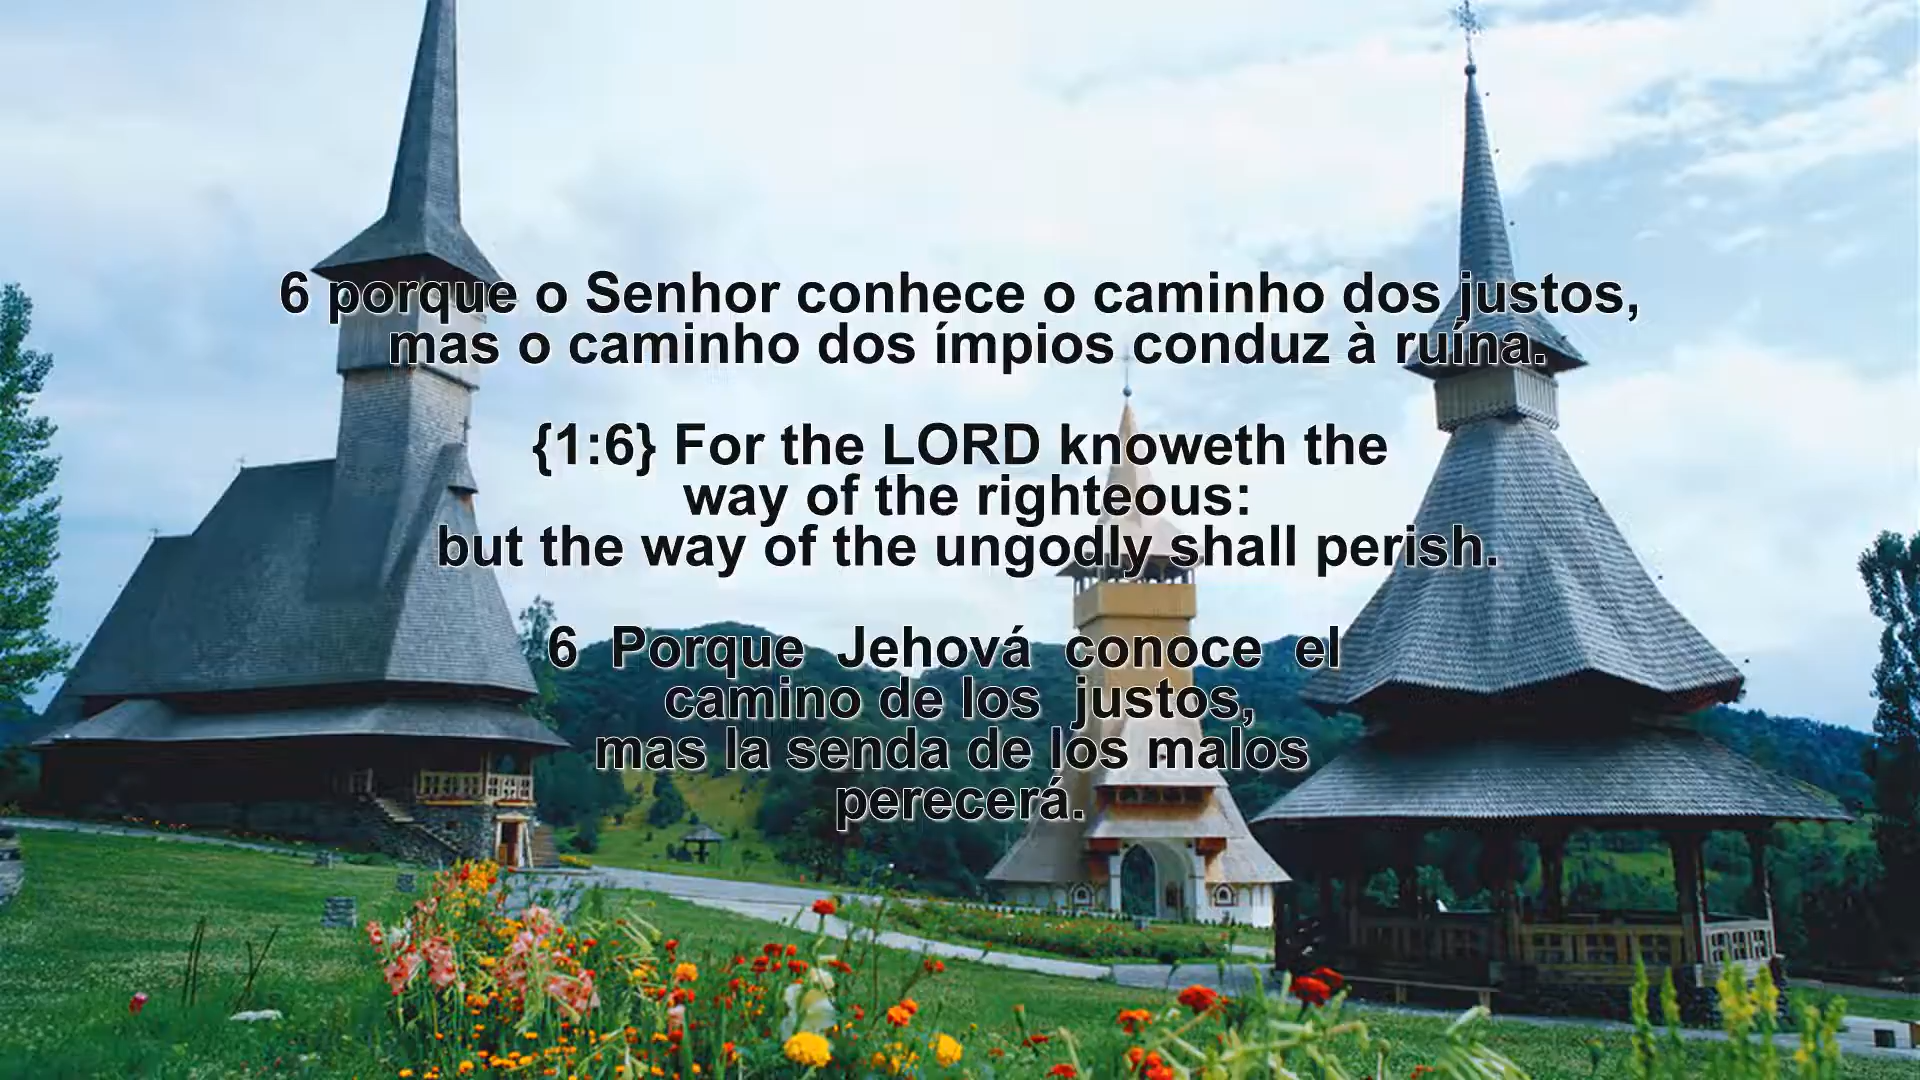 6 porque o Senhor conhece o caminho dos justos,
mas o caminho dos ímpios conduz à ruína.
{1:6} For the LORD knoweth the
way of the righteous:
but the way of the ungodly shall perish.
6 Porque Jehová conoce el
camino de los justos,
mas la senda de los malos
perecerá.